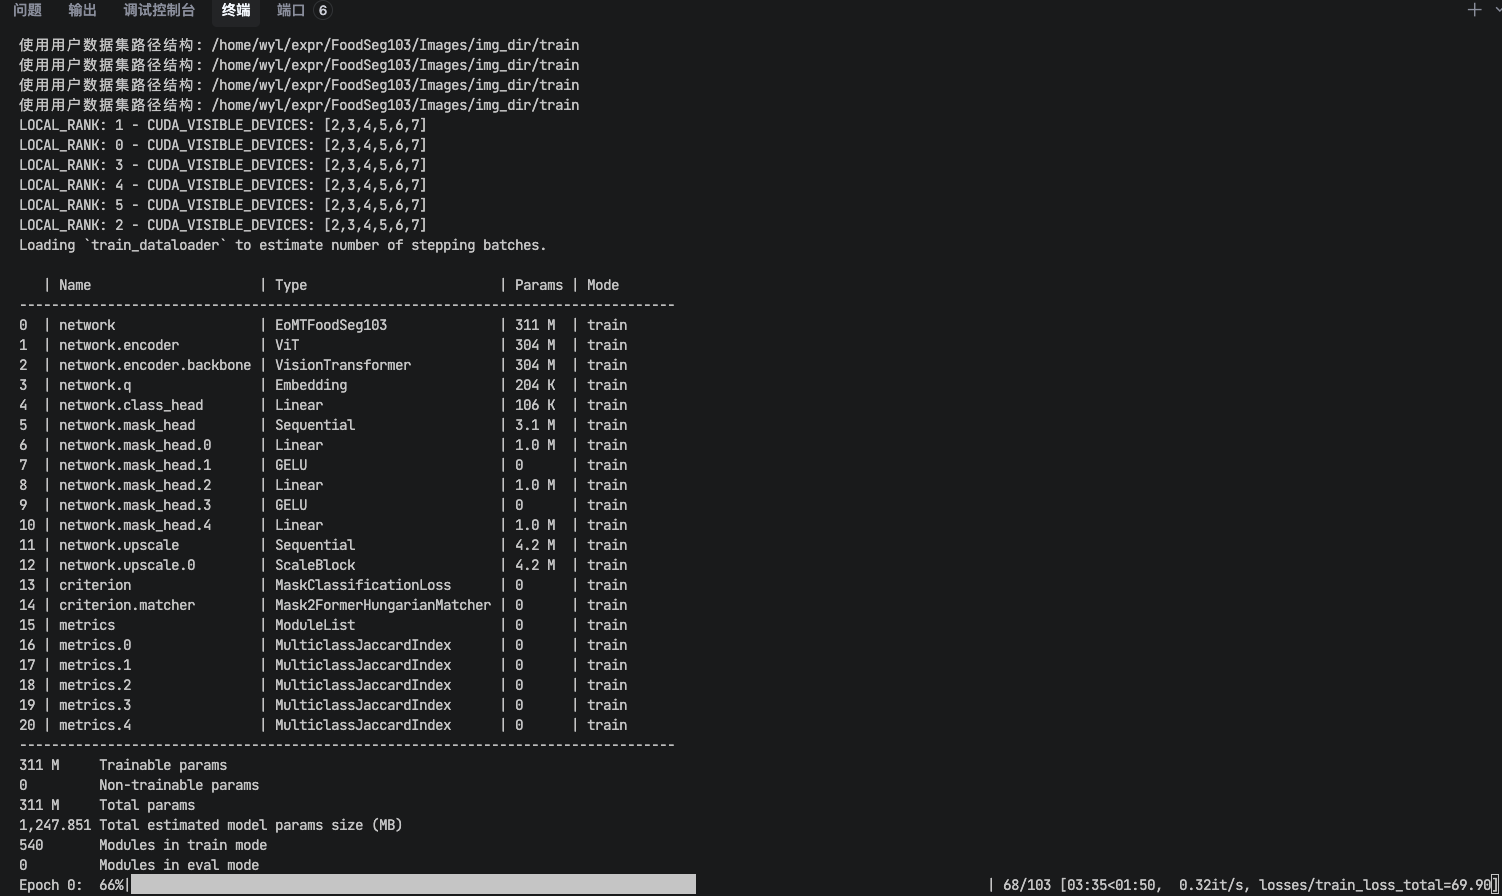 问题 输出 调试控制台 终端 端口 6
使用用户数据集路径结构: /home/wyl/expr/FoodSeg103/Images/img_dir/train
使用用户数据集路径结构: /home/wyl/expr/FoodSeg103/Images/img_dir/train
使用用户数据集路径结构: /home/wyl/expr/FoodSeg103/Images/img_dir/train
使用用户数据集路径结构: /home/wyl/expr/FoodSeg103/Images/img_dir/train
LOCAL_RANK: 1 - CUDA_VISIBLE_DEVICES: [2,3,4,5,6,7]
LOCAL_RANK: 0 - CUDA_VISIBLE_DEVICES: [2,3,4,5,6,7]
LOCAL_RANK: 3 - CUDA_VISIBLE_DEVICES: [2,3,4,5,6,7]
LOCAL_RANK: 4 - CUDA_VISIBLE_DEVICES: [2,3,4,5,6,7]
LOCAL_RANK: 5 - CUDA_VISIBLE_DEVICES: [2,3,4,5,6,7]
LOCAL_RANK: 2 - CUDA_VISIBLE_DEVICES: [2,3,4,5,6,7]
Loading `train_dataloader` to estimate number of stepping batches.
   | Name                     | Type                       | Params | Mode
----------------------------------------------------------------------------------
0  | network                  | EoMTFoodSeg103             | 311 M  | train
1  | network.encoder          | ViT                        | 304 M  | train
2  | network.encoder.backbone | VisionTransformer          | 304 M  | train
3  | network.q                | Embedding                  | 204 K  | train
4  | network.class_head       | Linear                     | 106 K  | train
5  | network.mask_head        | Sequential                 | 3.1 M  | train
6  | network.mask_head.0      | Linear                     | 1.0 M  | train
7  | network.mask_head.1      | GELU                       | 0      | train
8  | network.mask_head.2      | Linear                     | 1.0 M  | train
9  | network.mask_head.3      | GELU                       | 0      | train
10 | network.mask_head.4      | Linear                     | 1.0 M  | train
11 | network.upscale          | Sequential                 | 4.2 M  | train
12 | network.upscale.0        | ScaleBlock                 | 4.2 M  | train
13 | criterion                | MaskClassificationLoss     | 0      | train
14 | criterion.matcher        | Mask2FormerHungarianMatcher | 0      | train
15 | metrics                  | ModuleList                 | 0      | train
16 | metrics.0                | MulticlassJaccardIndex     | 0      | train
17 | metrics.1                | MulticlassJaccardIndex     | 0      | train
18 | metrics.2                | MulticlassJaccardIndex     | 0      | train
19 | metrics.3                | MulticlassJaccardIndex     | 0      | train
20 | metrics.4                | MulticlassJaccardIndex     | 0      | train
----------------------------------------------------------------------------------
311 M     Trainable params
0         Non-trainable params
311 M     Total params
1,247.851 Total estimated model params size (MB)
540       Modules in train mode
0         Modules in eval mode
Epoch 0:  66%| | 68/103 [03:35<01:50,  0.32it/s, losses/train_loss_total=69.90]